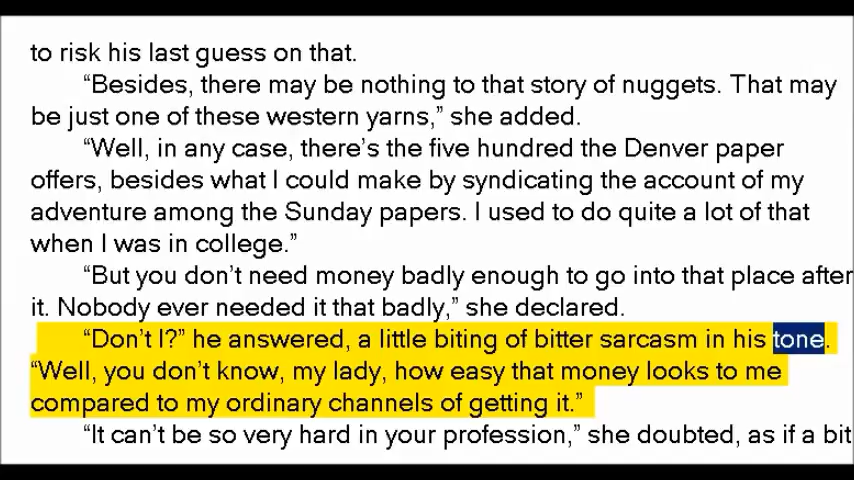 to risk his last guess on that.
“Besides, there may be nothing to that story of nuggets. That may
be just one of these western yarns,” she added.
“Well, in any case, there’s the five hundred the Denver paper
offers, besides what I could make by syndicating the account of my
adventure among the Sunday papers. I used to do quite a lot of that
when I was in college.”
“But you don’t need money badly enough to go into that place after
it. Nobody ever needed it that badly,” she declared.
“Don’t I?” he answered, a little biting of bitter sarcasm in his tone.
“Well, you don’t know, my lady, how easy that money looks to me
compared to my ordinary channels of getting it.”
“It can’t be so very hard in your profession,” she doubted, as if a bit